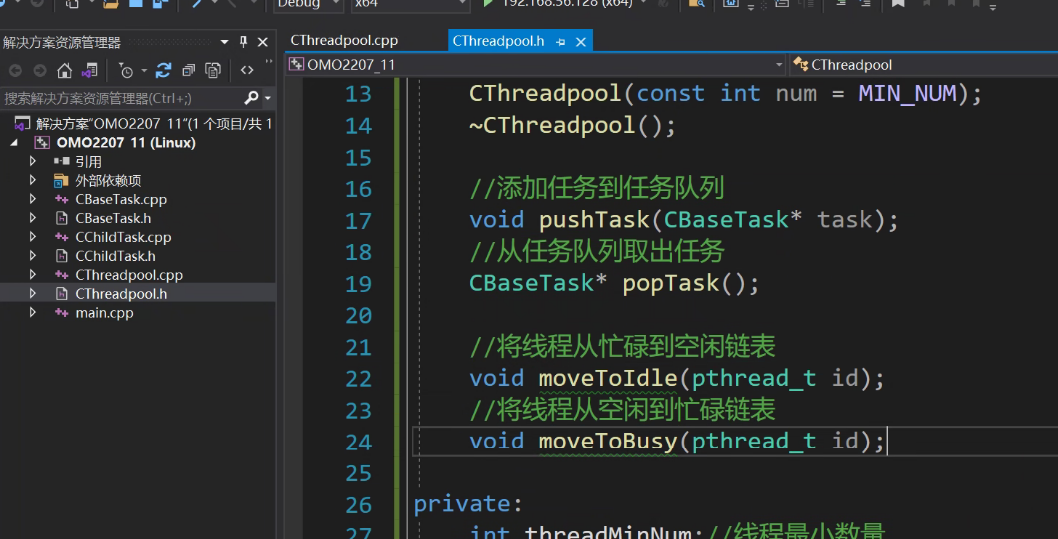 Debug x64 192.168.56.128 (x64)
解决方案资源管理器
搜索解决方案资源管理器(Ctrl+;)
解决方案"OMO2207_11"(1 个项目/共 1
OMO2207_11 (Linux)
引用
外部依赖项
CBaseTask.cpp
CBaseTask.h
CChildTask.cpp
CChildTask.h
CThreadpool.cpp
CThreadpool.h
main.cpp
CThreadpool.cpp CThreadpool.h
OMO2207_11 CThreadpool
13 CThreadpool(const int num = MIN_NUM);
14 ~CThreadpool();
15
16 //添加任务到任务队列
17 void pushTask(CBaseTask* task);
18 //从任务队列取出任务
19 CBaseTask* popTask();
20
21 //将线程从忙碌到空闲链表
22 void moveToIdle(pthread_t id);
23 //将线程从空闲到忙碌链表
24 void moveToBusy(pthread_t id);
25
26 private:
27 int threadMinNum;//线程最小数量